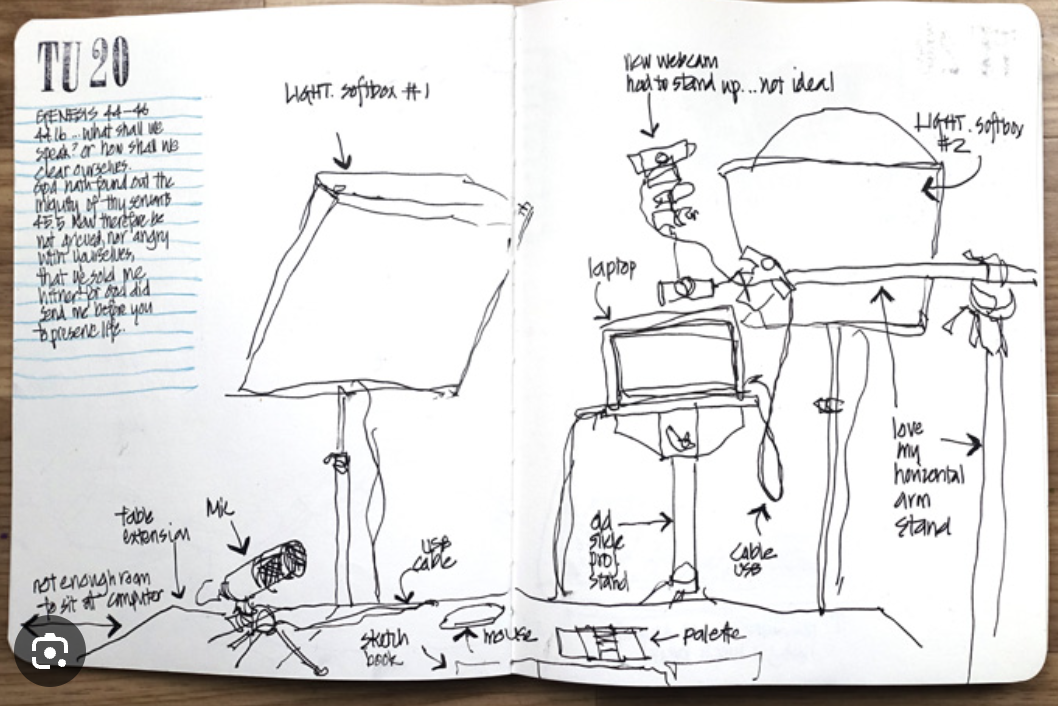 TU 20
GENESIS 44-46
44.16 ... what shall we
speak? or how shall we
clear ourselves.
God hath found out the
iniquity of thy servants
45.5 Now therefore be
not grieved, nor angry
with yourselves,
that ye sold me
hither: for God did
send me before you
to preserve life.
LIGHT. softbox #1
new webcam
had to stand up...not ideal
LIGHT. softbox
#2
laptop
love
my
horizontal
arm
stand
table
extension
Mic
USB
cable
old
slide
proj.
stand
cable
USB
not enough room
to sit at computer
sketch
book
mouse
palette